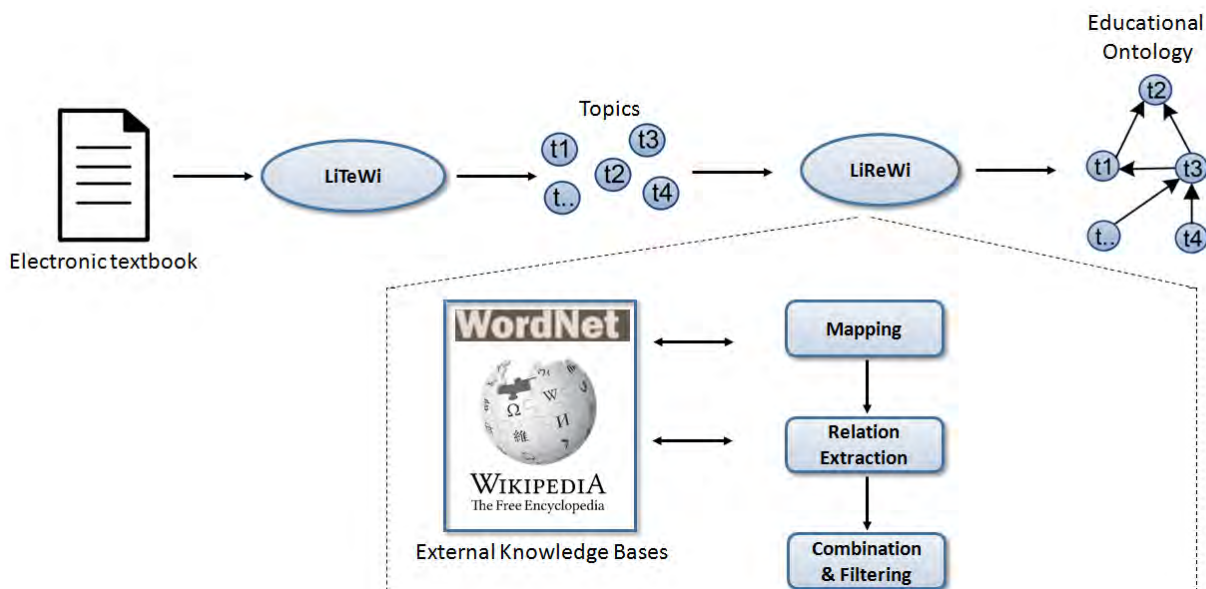 Educational
Ontology
t2
Topics
t1
t3
t2
t..
t4
LiTeWi
LiReWi
t1
t3
t..
t4
Electronic textbook
WordNet
Ω
W
И
維
WIKIPEDIA
The Free Encyclopedia
External Knowledge Bases
Mapping
Relation
Extraction
Combination
& Filtering